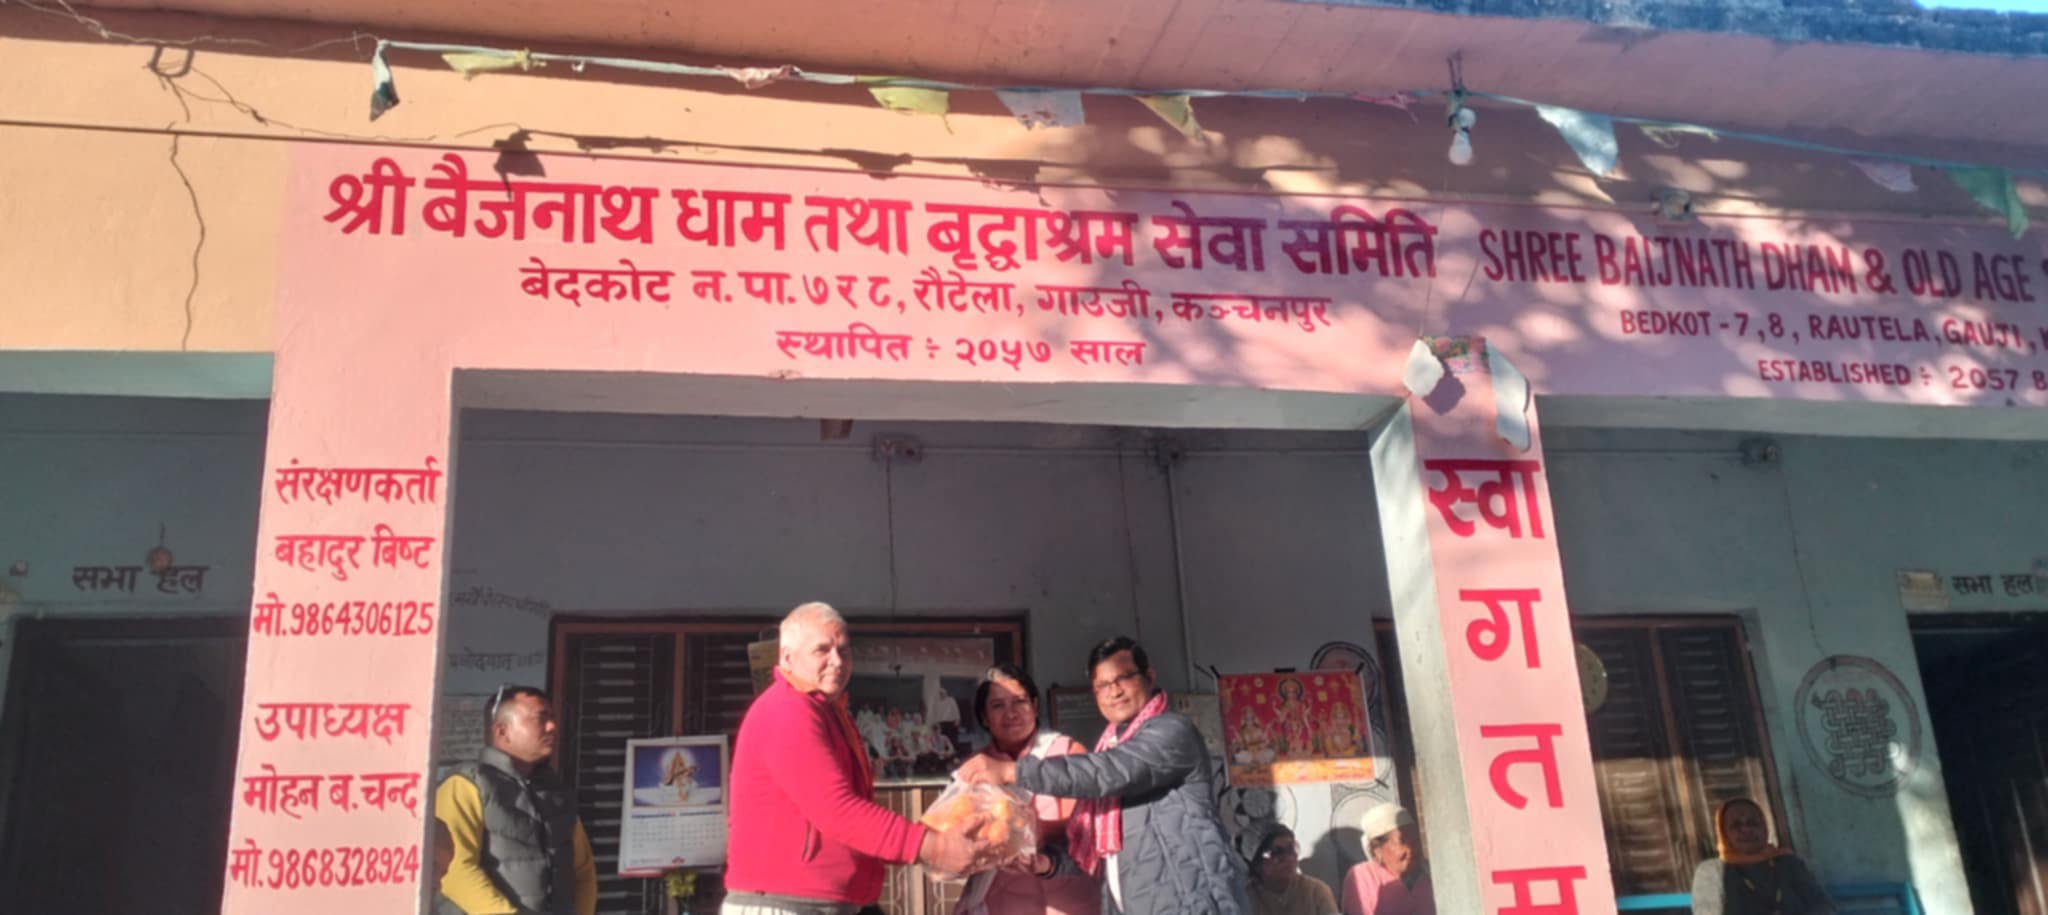 श्री बैजनाथ धाम तथा बृद्धाश्रम सेवा समिति
बेदकोट न.पा.७ र ८, रौटेला, गाउजी, कञ्चनपुर
स्थापित ÷ २०५७ साल
SHREE BAIJNATH DHAM & OLD AGE
BEDKOT - 7,8, RAUTELA, GAUJI,
ESTABLISHED ÷ 2057
संरक्षणकर्ता
बहादुर बिष्ट
मो.9864306125
उपाध्यक्ष
मोहन ब.चन्द
मो.9868328924
सभा हल
स्वा
ग
त
म
सभा हल